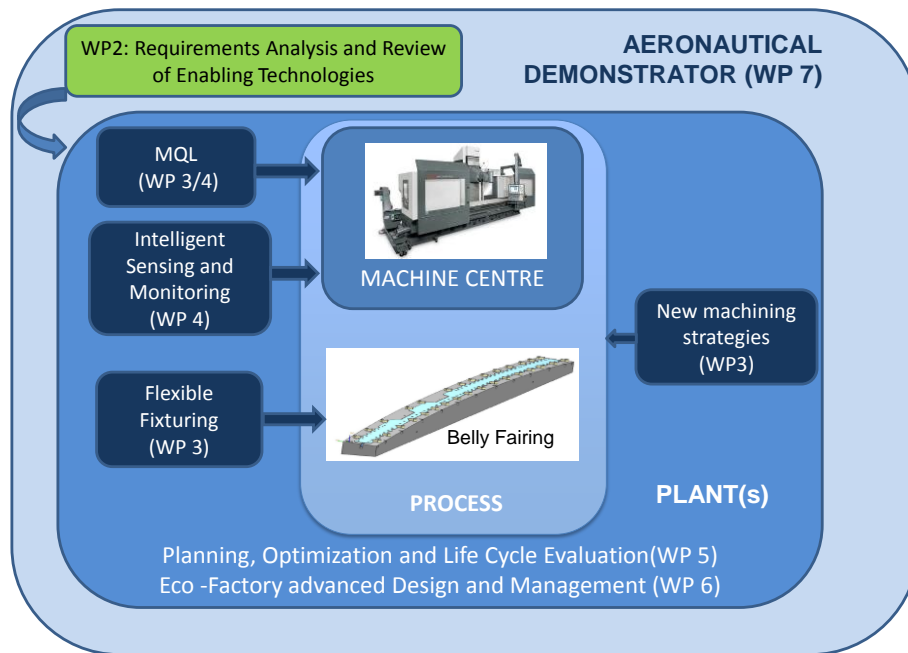 WP2: Requirements Analysis and Review
of Enabling Technologies
AERONAUTICAL
DEMONSTRATOR (WP 7)
MQL
(WP 3/4)
Intelligent
Sensing and
Monitoring
(WP 4)
MACHINE CENTRE
New machining
strategies
(WP3)
Flexible
Fixturing
(WP 3)
Belly Fairing
PROCESS
PLANT(s)
Planning, Optimization and Life Cycle Evaluation(WP 5)
Eco -Factory advanced Design and Management (WP 6)